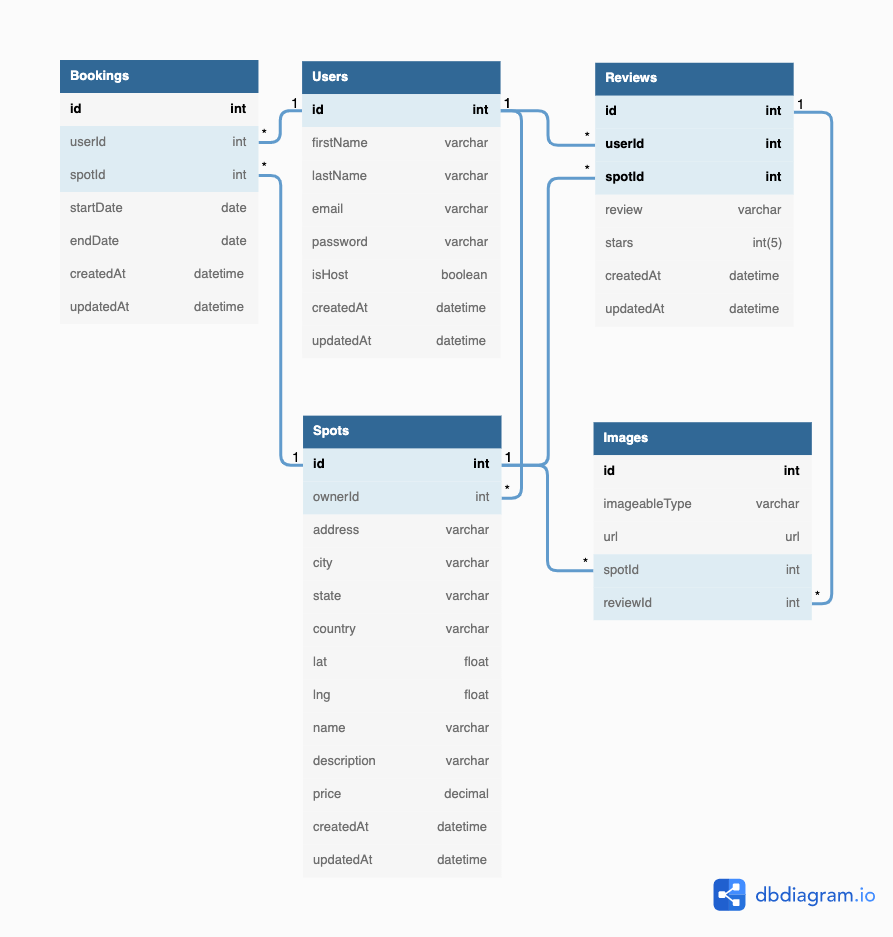 Bookings
id int
userId int
spotId int
startDate date
endDate date
createdAt datetime
updatedAt datetime
Users
id int
firstName varchar
lastName varchar
email varchar
password varchar
isHost boolean
createdAt datetime
updatedAt datetime
Reviews
id int
userId int
spotId int
review varchar
stars int(5)
createdAt datetime
updatedAt datetime
1
*
*
1
1
*
*
1
Spots
id int
ownerId int
address varchar
city varchar
state varchar
country varchar
lat float
lng float
name varchar
description varchar
price decimal
createdAt datetime
updatedAt datetime
1
*
*
*
Images
id int
imageableType varchar
url url
spotId int
reviewId int
dbdiagram.io